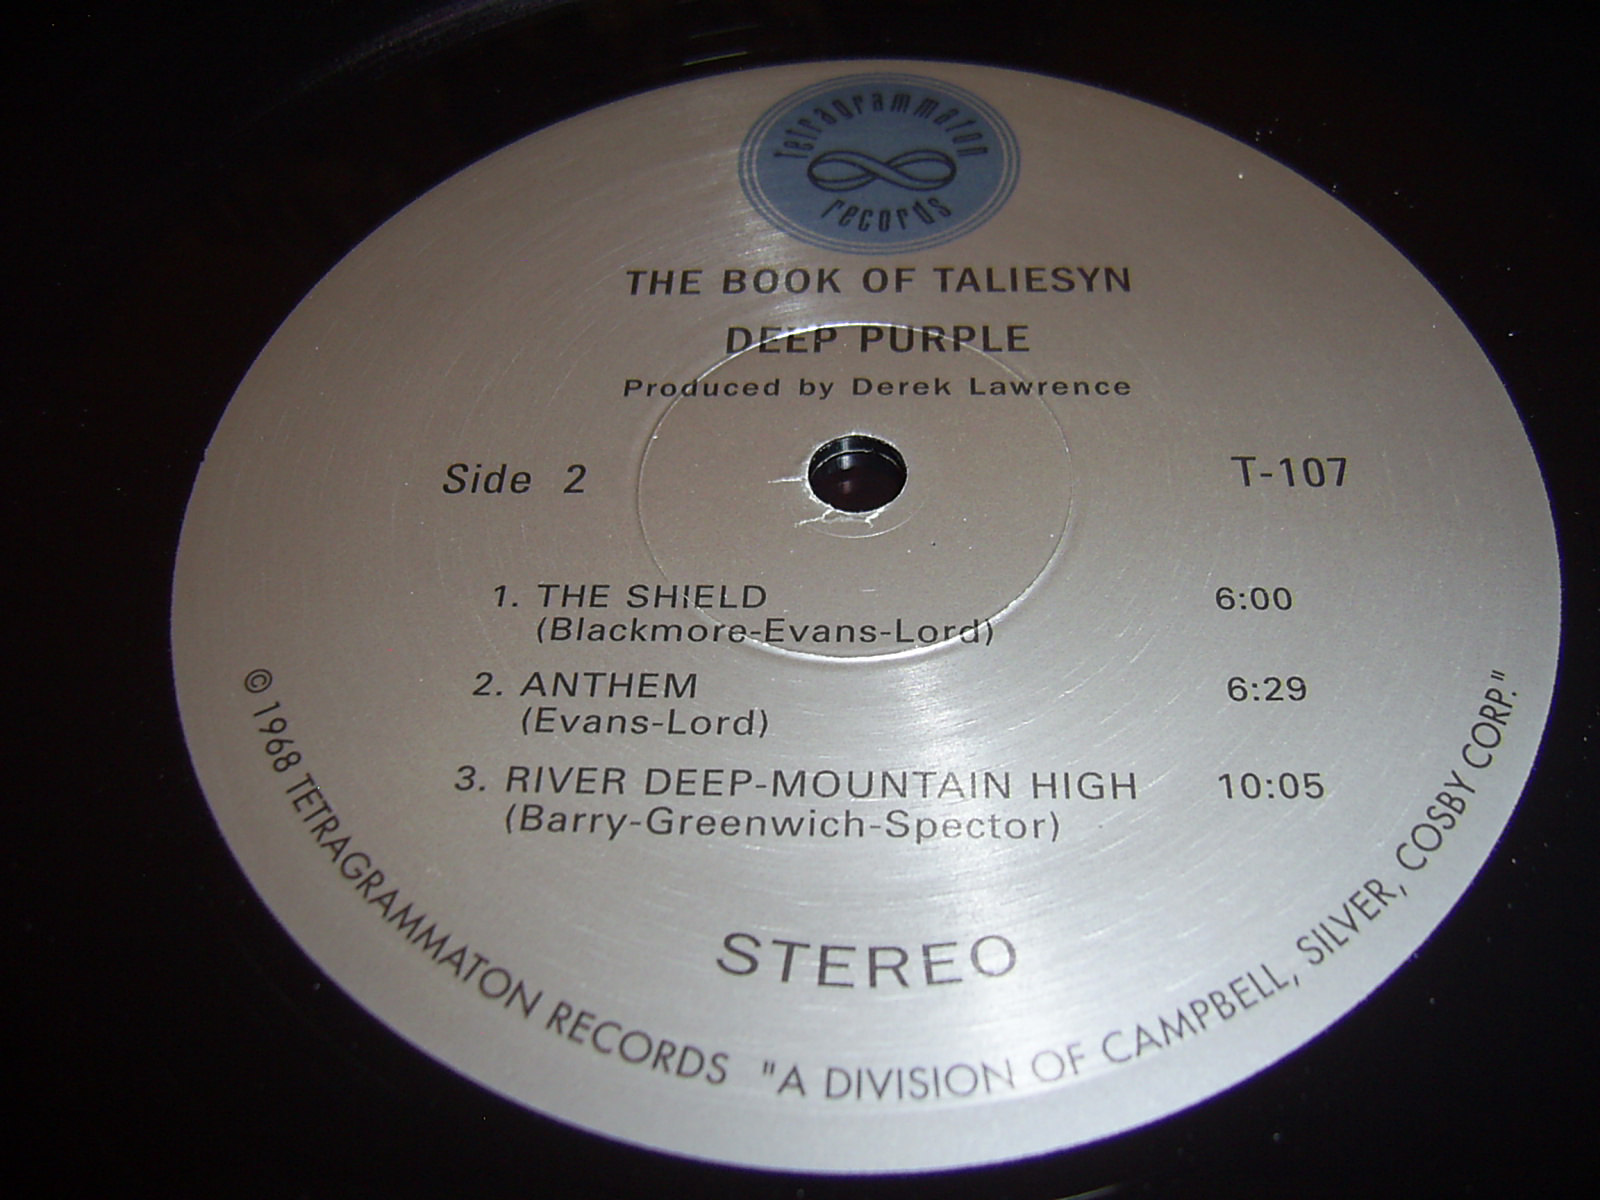 tetragrammaton
records
THE BOOK OF TALIESYN
DEEP PURPLE
Produced by Derek Lawrence
Side 2
T-107
1. THE SHIELD 6:00
(Blackmore-Evans-Lord)
2. ANTHEM 6:29
(Evans-Lord)
3. RIVER DEEP-MOUNTAIN HIGH 10:05
(Barry-Greenwich-Spector)
STEREO
© 1968 TETRAGRAMMATON RECORDS "A DIVISION OF CAMPBELL, SILVER, COSBY CORP."